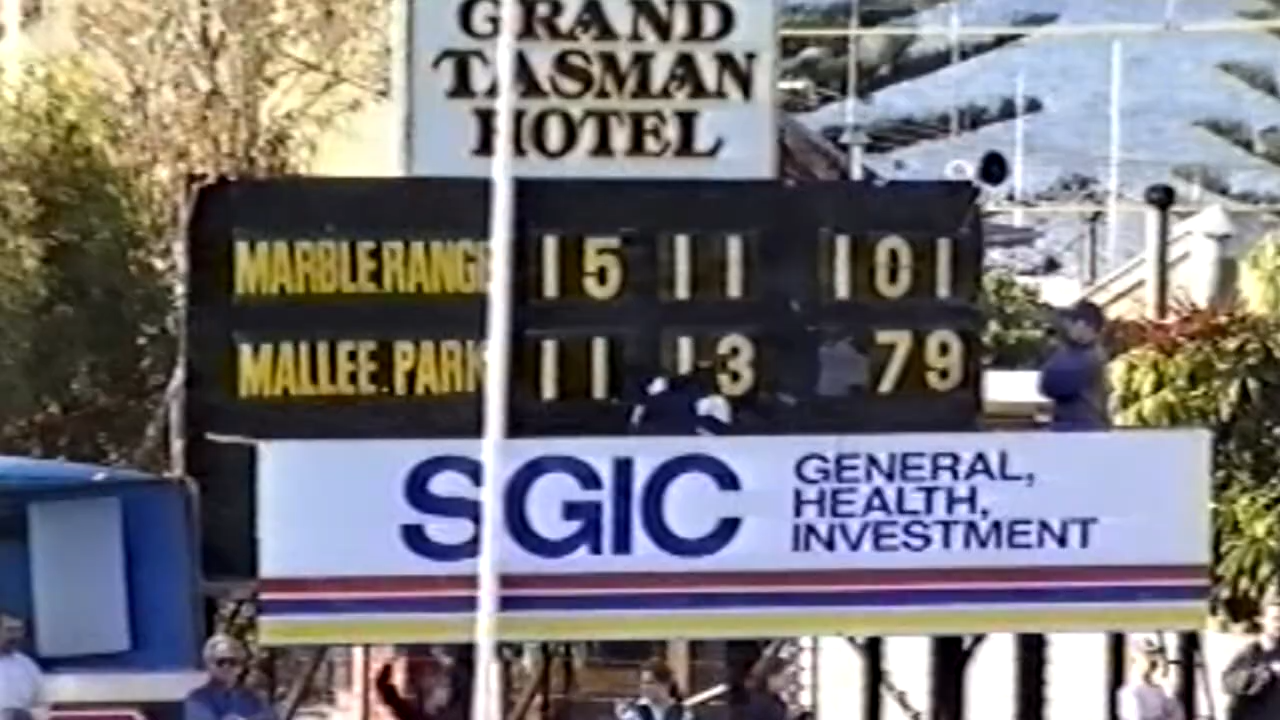 GRAND
TASMAN
HOTEL
MARBLE RANGE 15 11 101
MALLEE PARK 11 13 79
SGIC
GENERAL,
HEALTH,
INVESTMENT